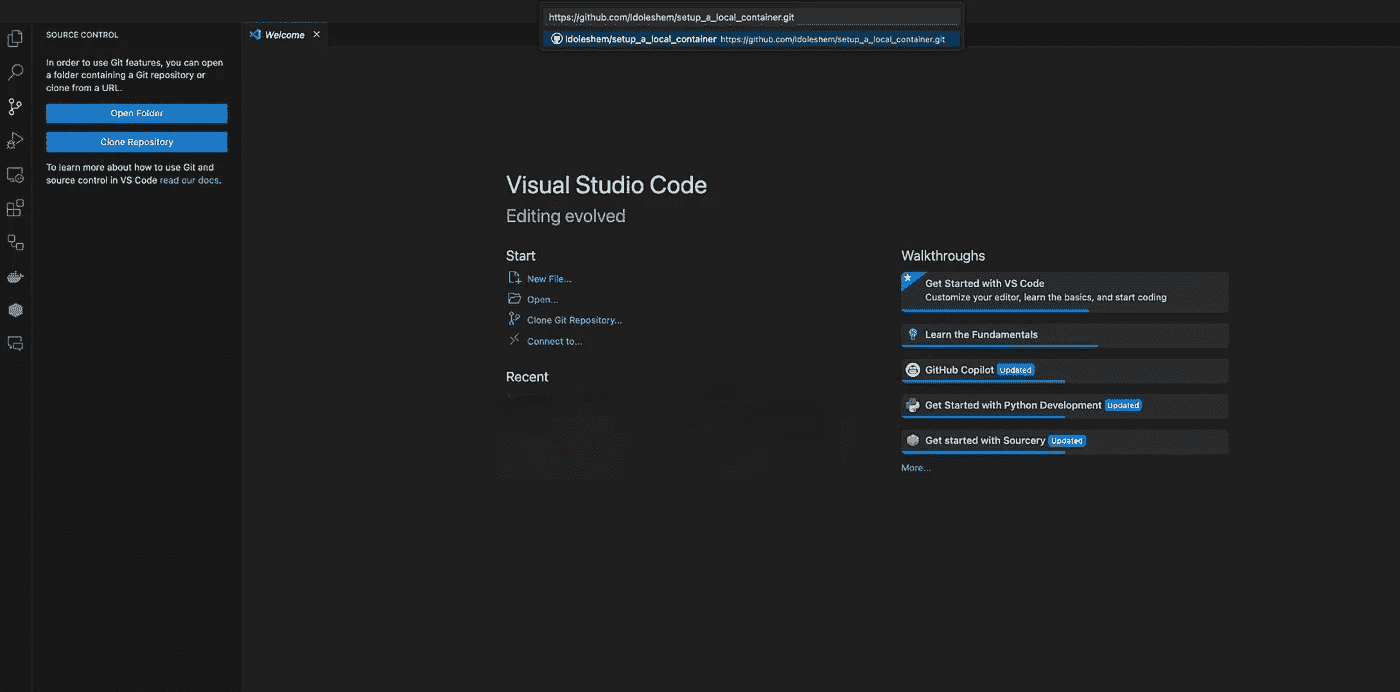 https://github.com/Idoleshem/setup_a_local_container.git
Idoleshem/setup_a_local_container https://github.com/Idoleshem/setup_a_local_container.git
SOURCE CONTROL
Welcome
In order to use Git features, you can open
a folder containing a Git repository or
clone from a URL.
Open Folder
Clone Repository
To learn more about how to use Git and
source control in VS Code read our docs.
Visual Studio Code
Editing evolved
Start
New File...
Open...
Clone Git Repository...
Connect to...
Recent
Walkthroughs
Get Started with VS Code
Customize your editor, learn the basics, and start coding
Learn the Fundamentals
GitHub Copilot Updated
Get Started with Python Development Updated
Get started with Sourcery Updated
More...